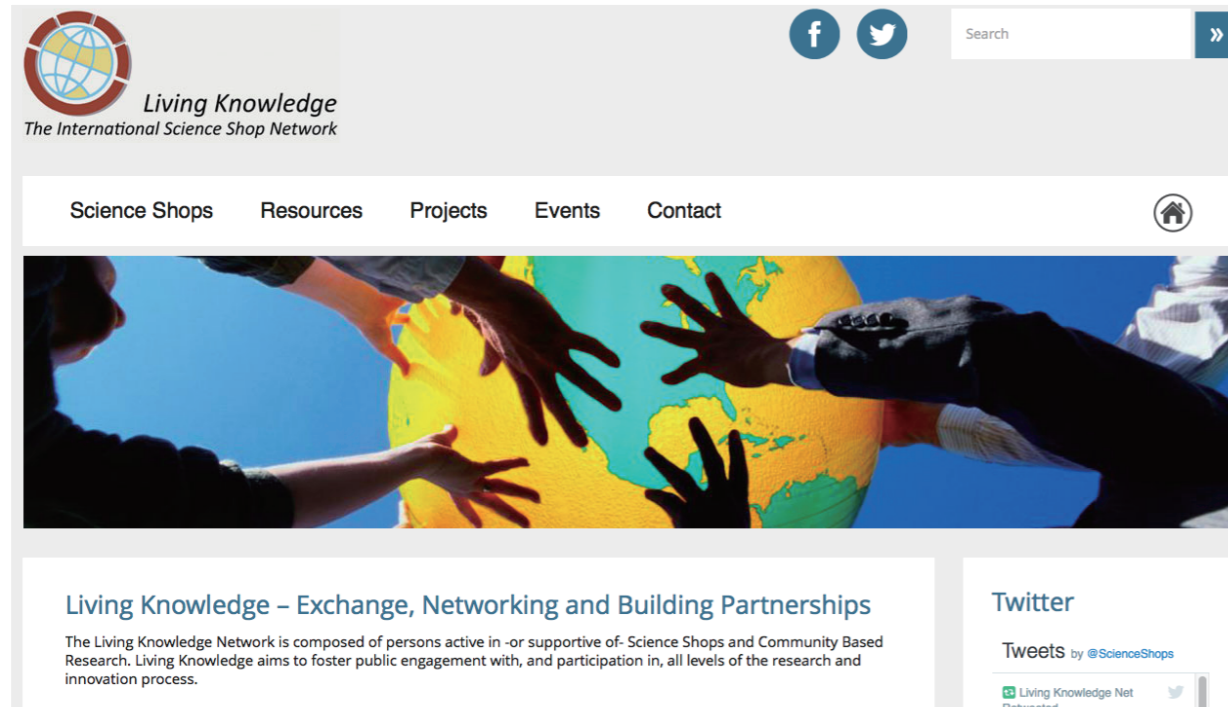 Search
»
Living Knowledge
The International Science Shop Network
Science Shops Resources Projects Events Contact
Living Knowledge – Exchange, Networking and Building Partnerships
The Living Knowledge Network is composed of persons active in -or supportive of- Science Shops and Community Based
Research. Living Knowledge aims to foster public engagement with, and participation in, all levels of the research and
innovation process.
Twitter
Tweets by @ScienceShops
Living Knowledge Net
Retweeted